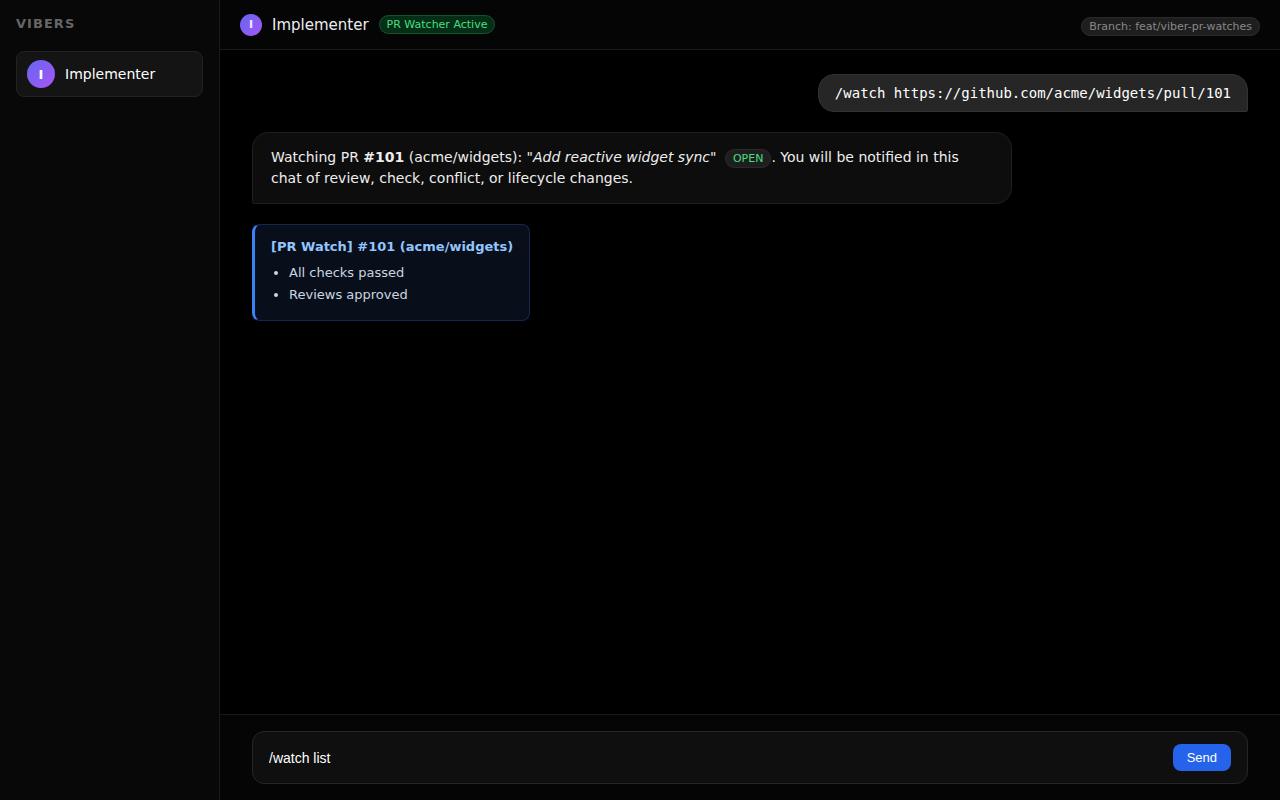 VIBERS
I Implementer
I Implementer PR Watcher Active Branch: feat/viber-pr-watches
/watch https://github.com/acme/widgets/pull/101
Watching PR #101 (acme/widgets): "Add reactive widget sync" OPEN. You will be notified in this
chat of review, check, conflict, or lifecycle changes.
[PR Watch] #101 (acme/widgets)
• All checks passed
• Reviews approved
/watch list Send